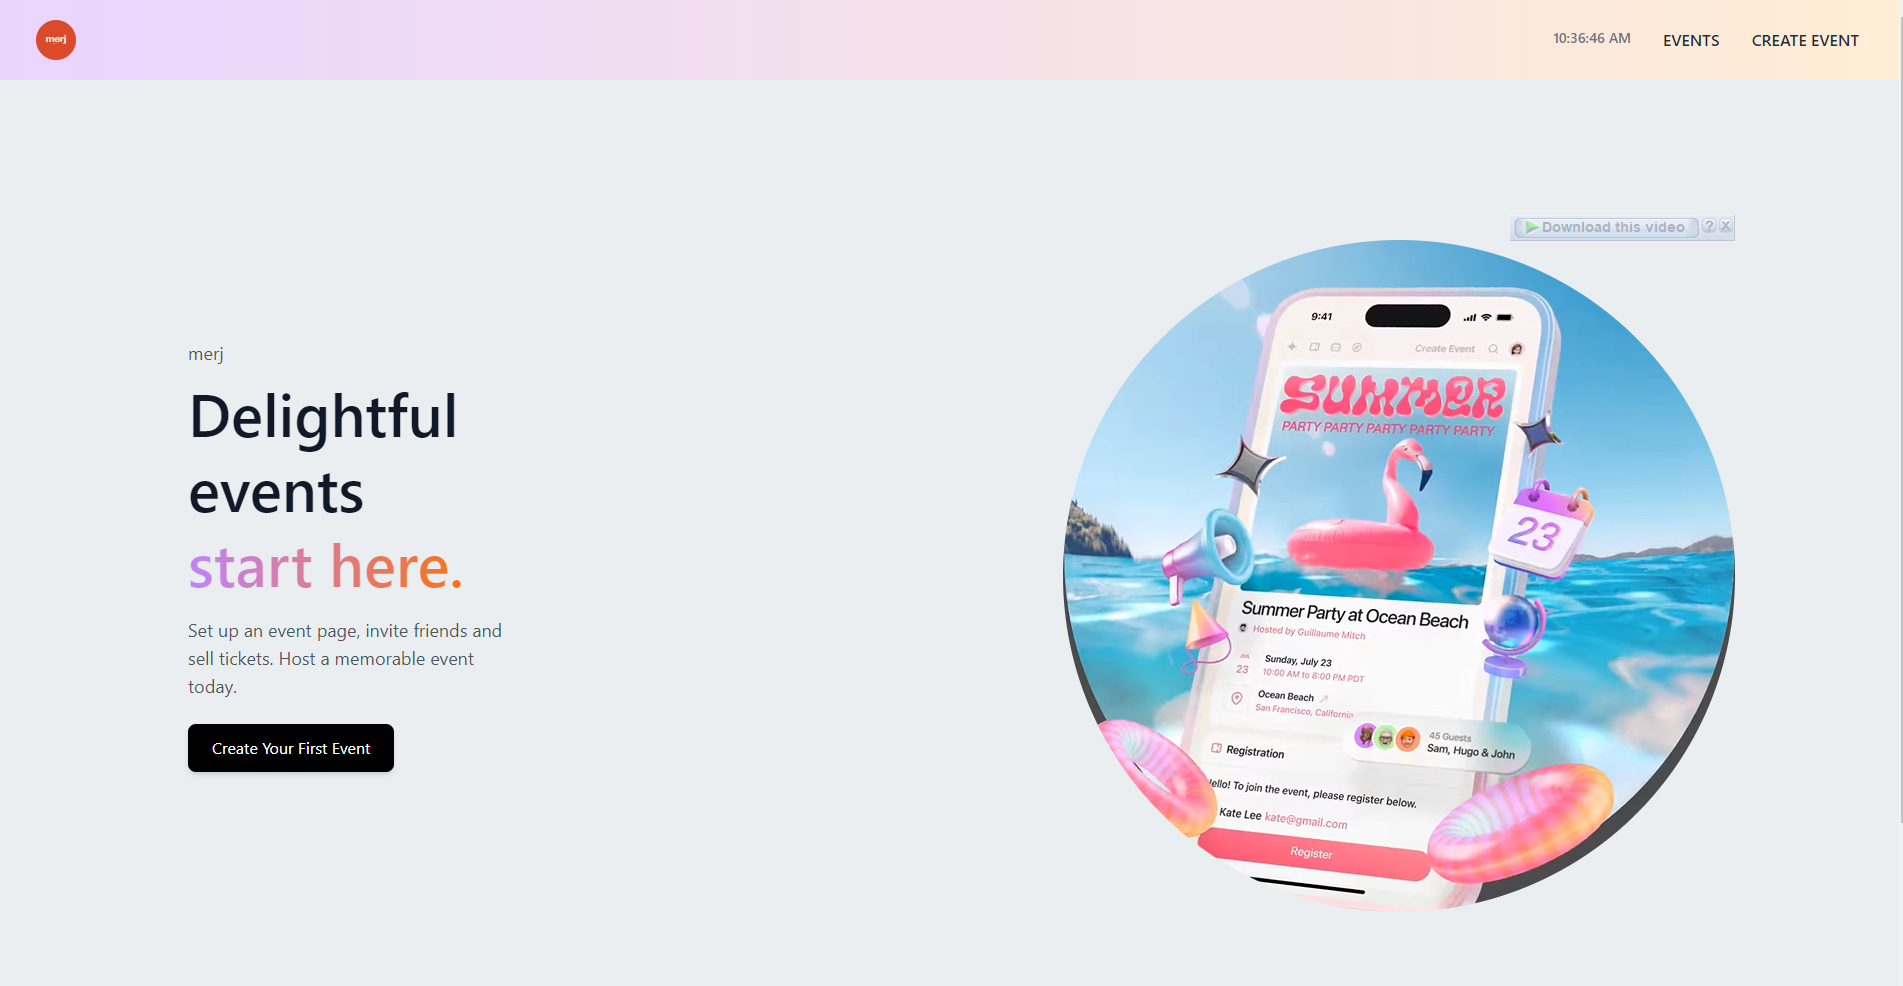 merj
10:36:46 AM
EVENTS
CREATE EVENT
Download this video ? X
merj
Delightful
events
start here.
Set up an event page, invite friends and
sell tickets. Host a memorable event
today.
Create Your First Event
9:41
Create Event
SUMMER
PARTY PARTY PARTY PARTY PARTY
23
Summer Party at Ocean Beach
Hosted by Guillaume Mitch
JUL
23
Sunday, July 23
10:00 AM to 8:00 PM PDT
Ocean Beach
San Francisco, California
45 Guests
Sam, Hugo & John
Registration
Hello! To join the event, please register below.
Kate Lee kate@gmail.com
Register